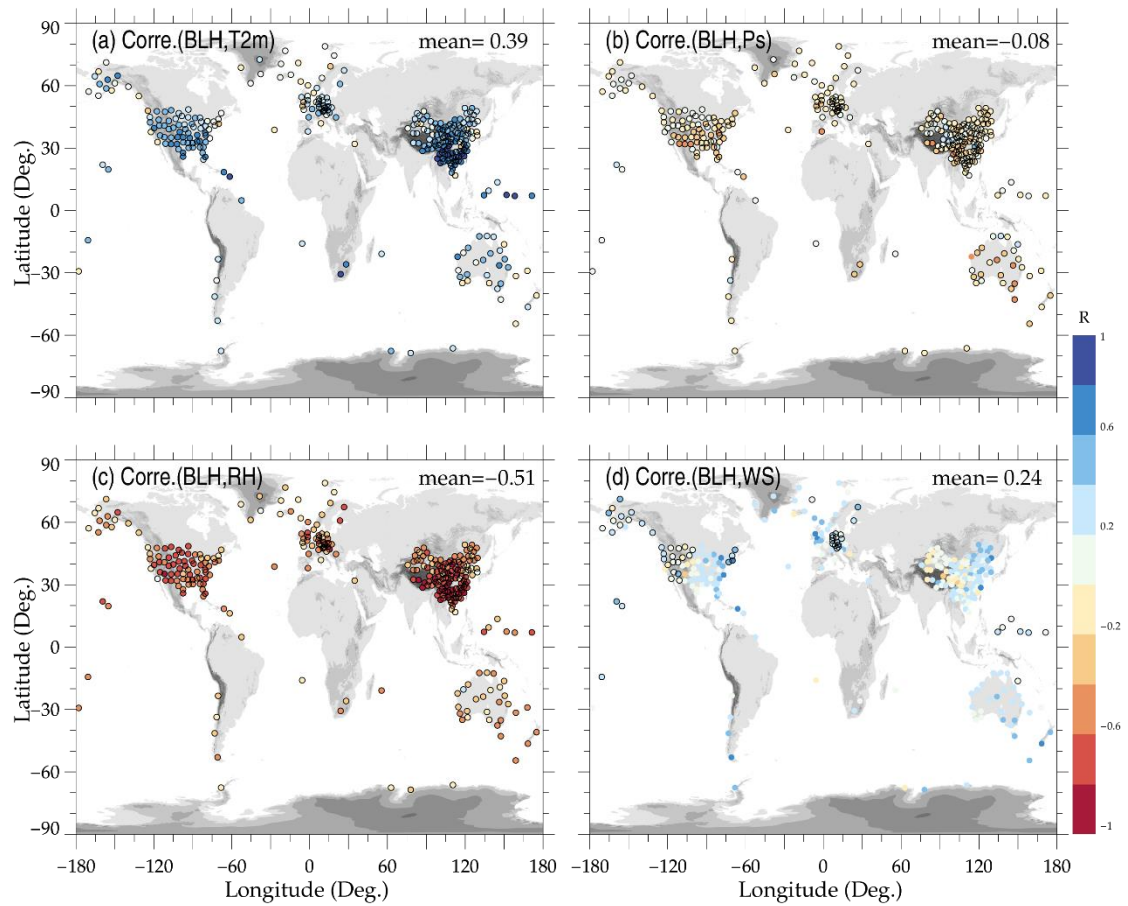 90
(a) Corre.(BLH,T2m) mean= 0.39
(b) Corre.(BLH,Ps) mean=−0.08
60
30
0
−30
−60
−90
Latitude (Deg.)
R
1
0.6
0.2
−0.2
−0.6
−1
90
(c) Corre.(BLH,RH) mean=−0.51
(d) Corre.(BLH,WS) mean= 0.24
60
30
0
−30
−60
−90
Latitude (Deg.)
−180 −120 −60 0 60 120 180
−180 −120 −60 0 60 120 180
Longitude (Deg.)
Longitude (Deg.)